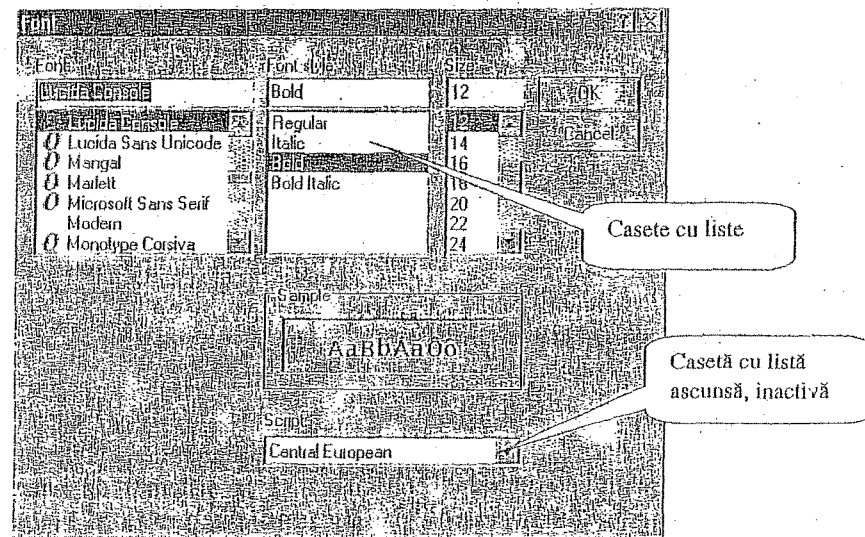 Font
Font
Font style
Size
Lucida Console
Bold
12
OK
Lucida Console
Regular
12
Cancel
Lucida Sans Unicode
Italic
14
Mangal
Bold
16
Marlett
Bold Italic
18
Microsoft Sans Serif
20
Modern
22
Monotype Corsiva
24
Casete cu liste
Sample
AaBbAaOo
Casetă cu listă
ascunsă, inactivă
Script
Central European